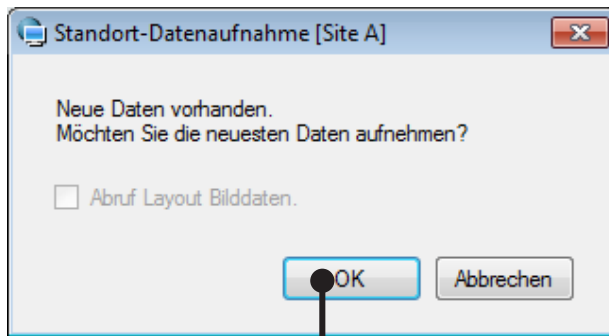 Standort-Datenaufnahme [Site A]
Neue Daten vorhanden.
Möchten Sie die neuesten Daten aufnehmen?
Abruf Layout Bilddaten.
OK
Abbrechen